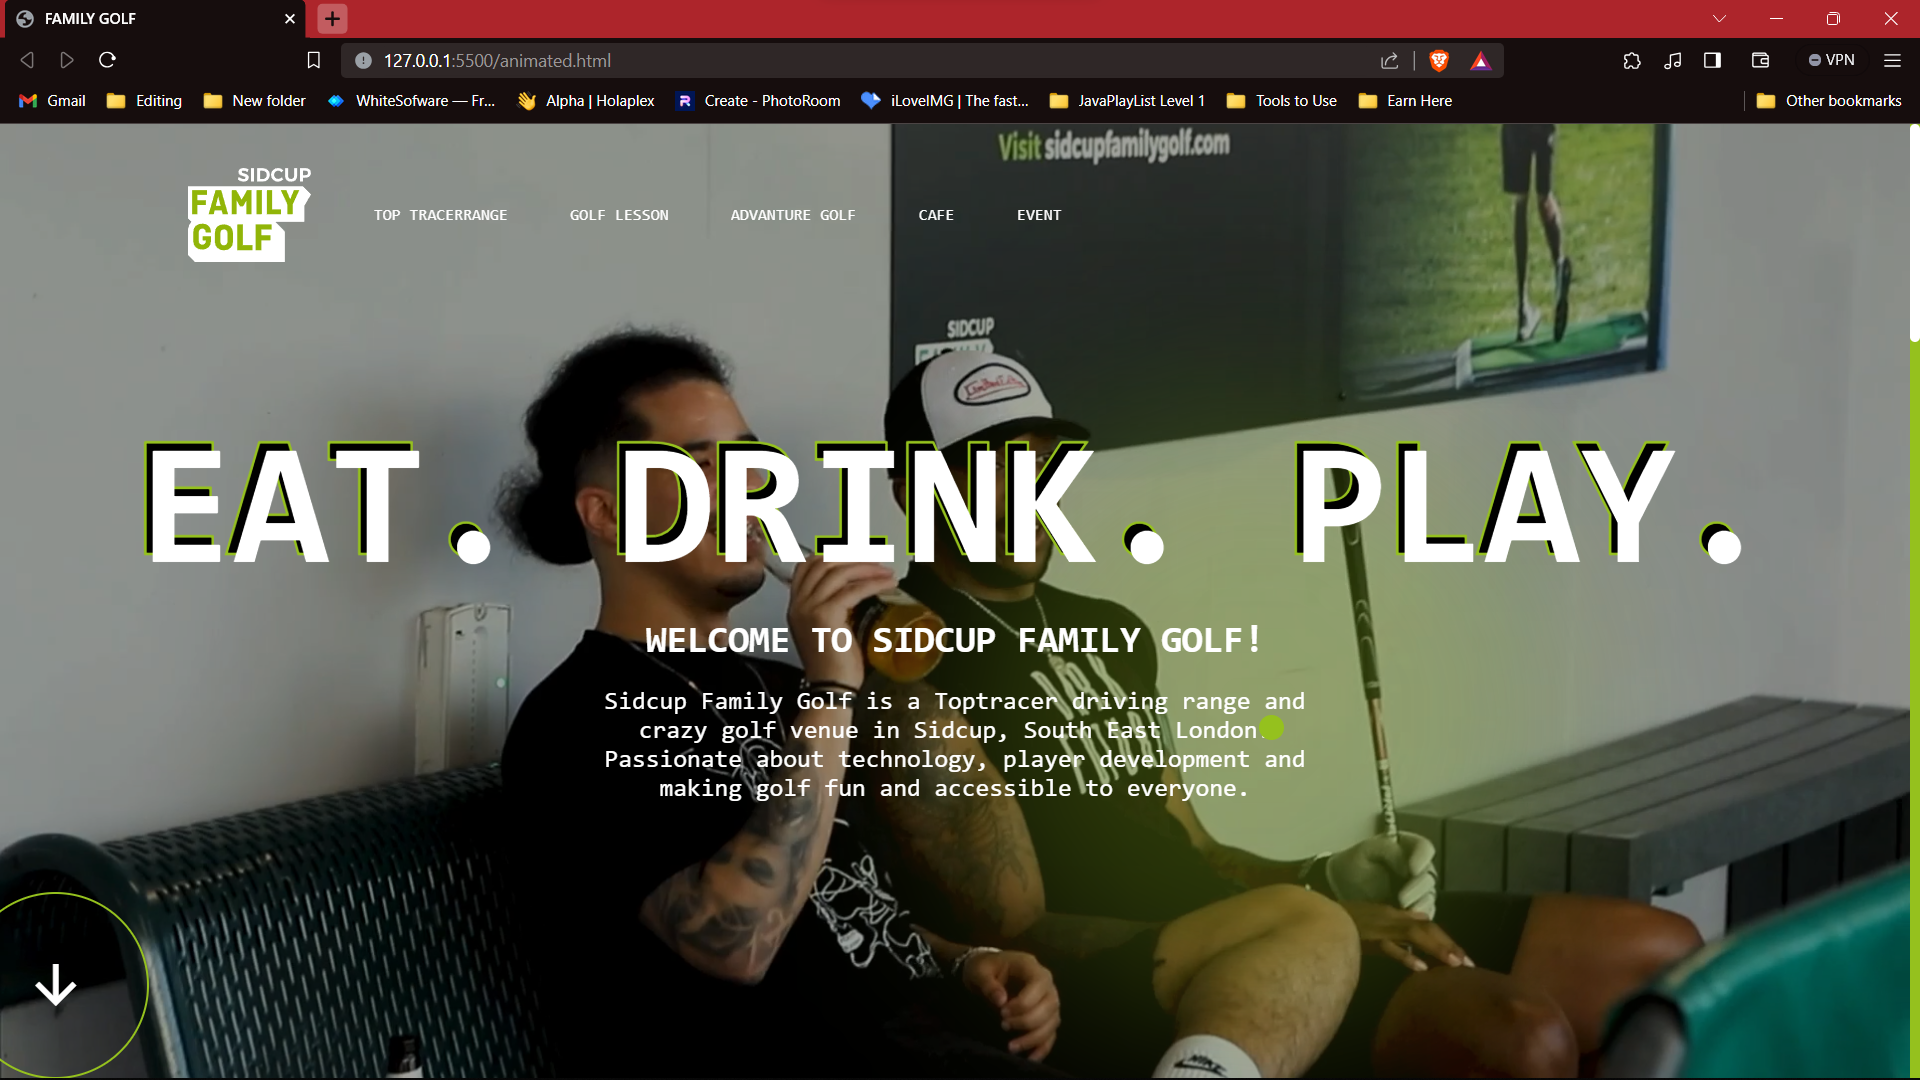 FAMILY GOLF
127.0.0.1:5500/animated.html
VPN
Gmail Editing New folder WhiteSofware — Fr... Alpha | Holaplex Create - PhotoRoom iLoveIMG | The fast... JavaPlayList Level 1 Tools to Use Earn Here Other bookmarks
Visit sidcupfamilygolf.com
SIDCUP
FAMILY
GOLF
TOP TRACERRANGE GOLF LESSON ADVANTURE GOLF CAFE EVENT
SIDCUP
EAT. DRINK. PLAY.
WELCOME TO SIDCUP FAMILY GOLF!
Sidcup Family Golf is a Toptracer driving range and
crazy golf venue in Sidcup, South East London.
Passionate about technology, player development and
making golf fun and accessible to everyone.